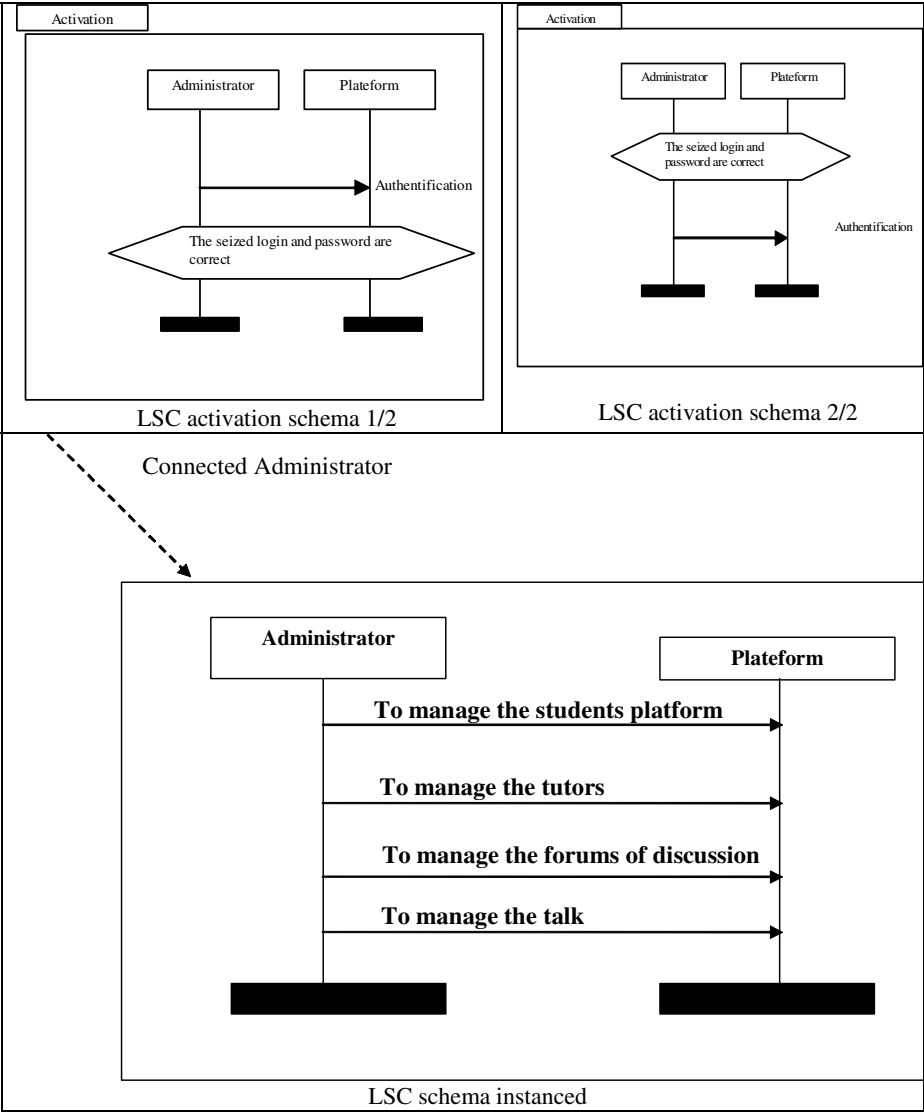 Activation
Administrator
Plateform
Authentification
The seized login and password are
correct
LSC activation schema 1/2
Activation
Administrator
Plateform
The seized login and
password are correct
Authentification
LSC activation schema 2/2
Connected Administrator
Administrator
Plateform
To manage the students platform
To manage the tutors
To manage the forums of discussion
To manage the talk
LSC schema instanced